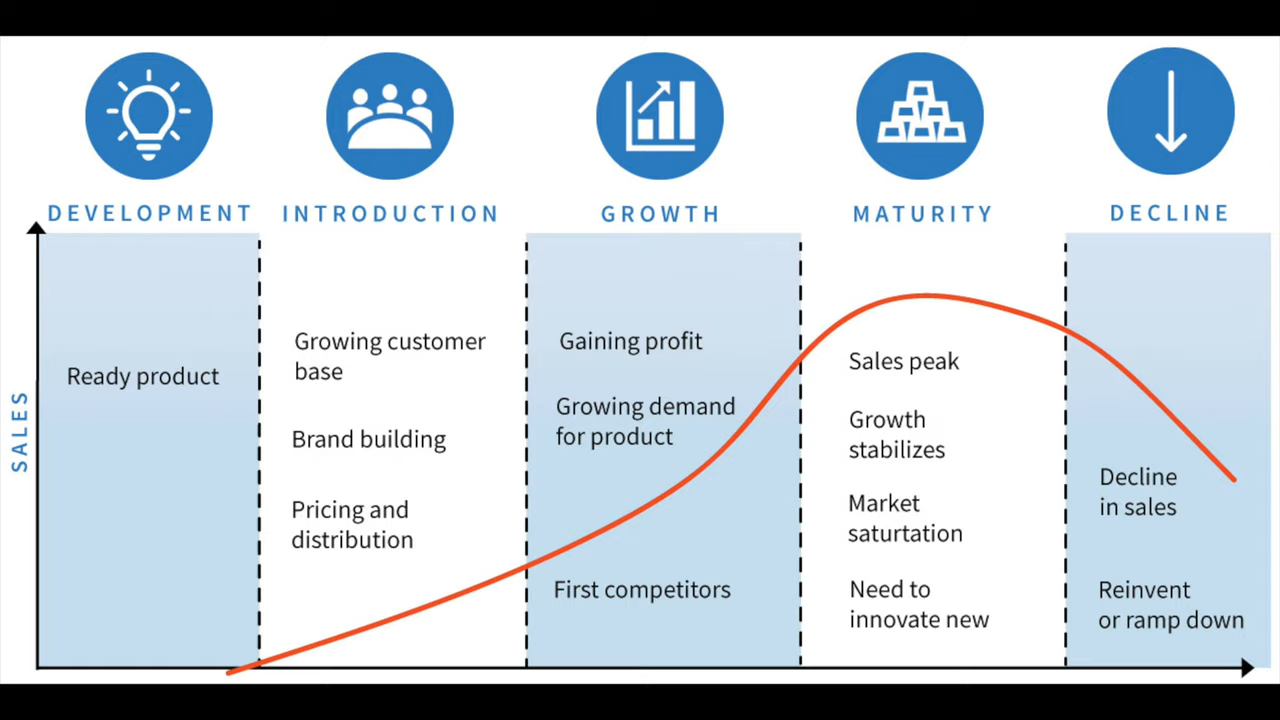 DEVELOPMENT
INTRODUCTION
GROWTH
MATURITY
DECLINE
SALES
Ready product
Growing customer
base
Brand building
Pricing and
distribution
Gaining profit
Growing demand
for product
First competitors
Sales peak
Growth
stabilizes
Market
saturtation
Need to
innovate new
Decline
in sales
Reinvent
or ramp down